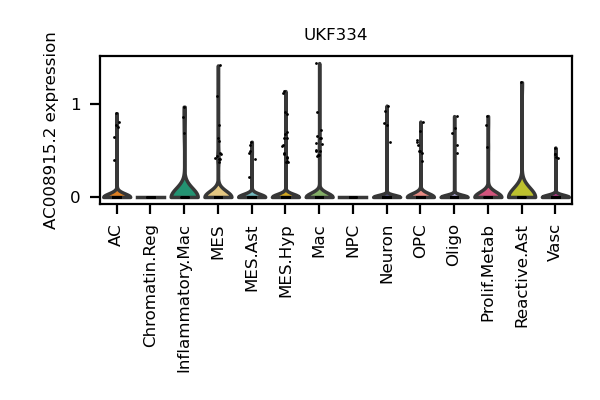 UKF334
AC008915.2 expression
1
0
AC
Chromatin.Reg
Inflammatory.Mac
MES
MES.Ast
MES.Hyp
Mac
NPC
Neuron
OPC
Oligo
Prolif.Metab
Reactive.Ast
Vasc